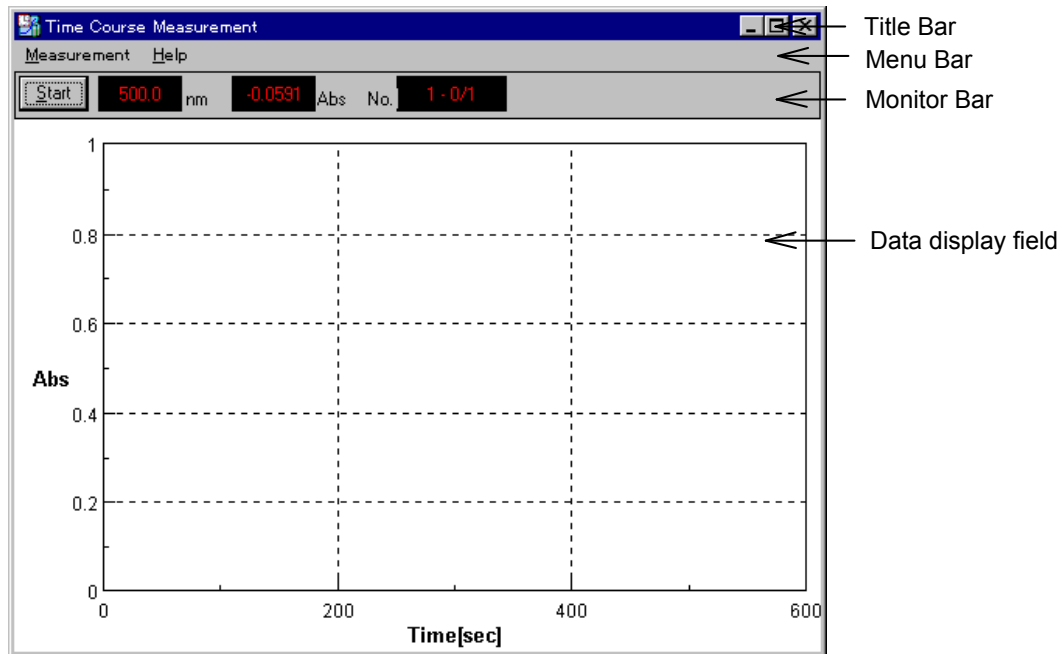 Time Course Measurement
Title Bar
Measurement Help
Menu Bar
Start 500.0 nm -0.0591 Abs No. 1 - 0/1
Monitor Bar
1
0.8
Data display field
0.6
Abs
0.4
0.2
0
0 200 400 600
Time[sec]